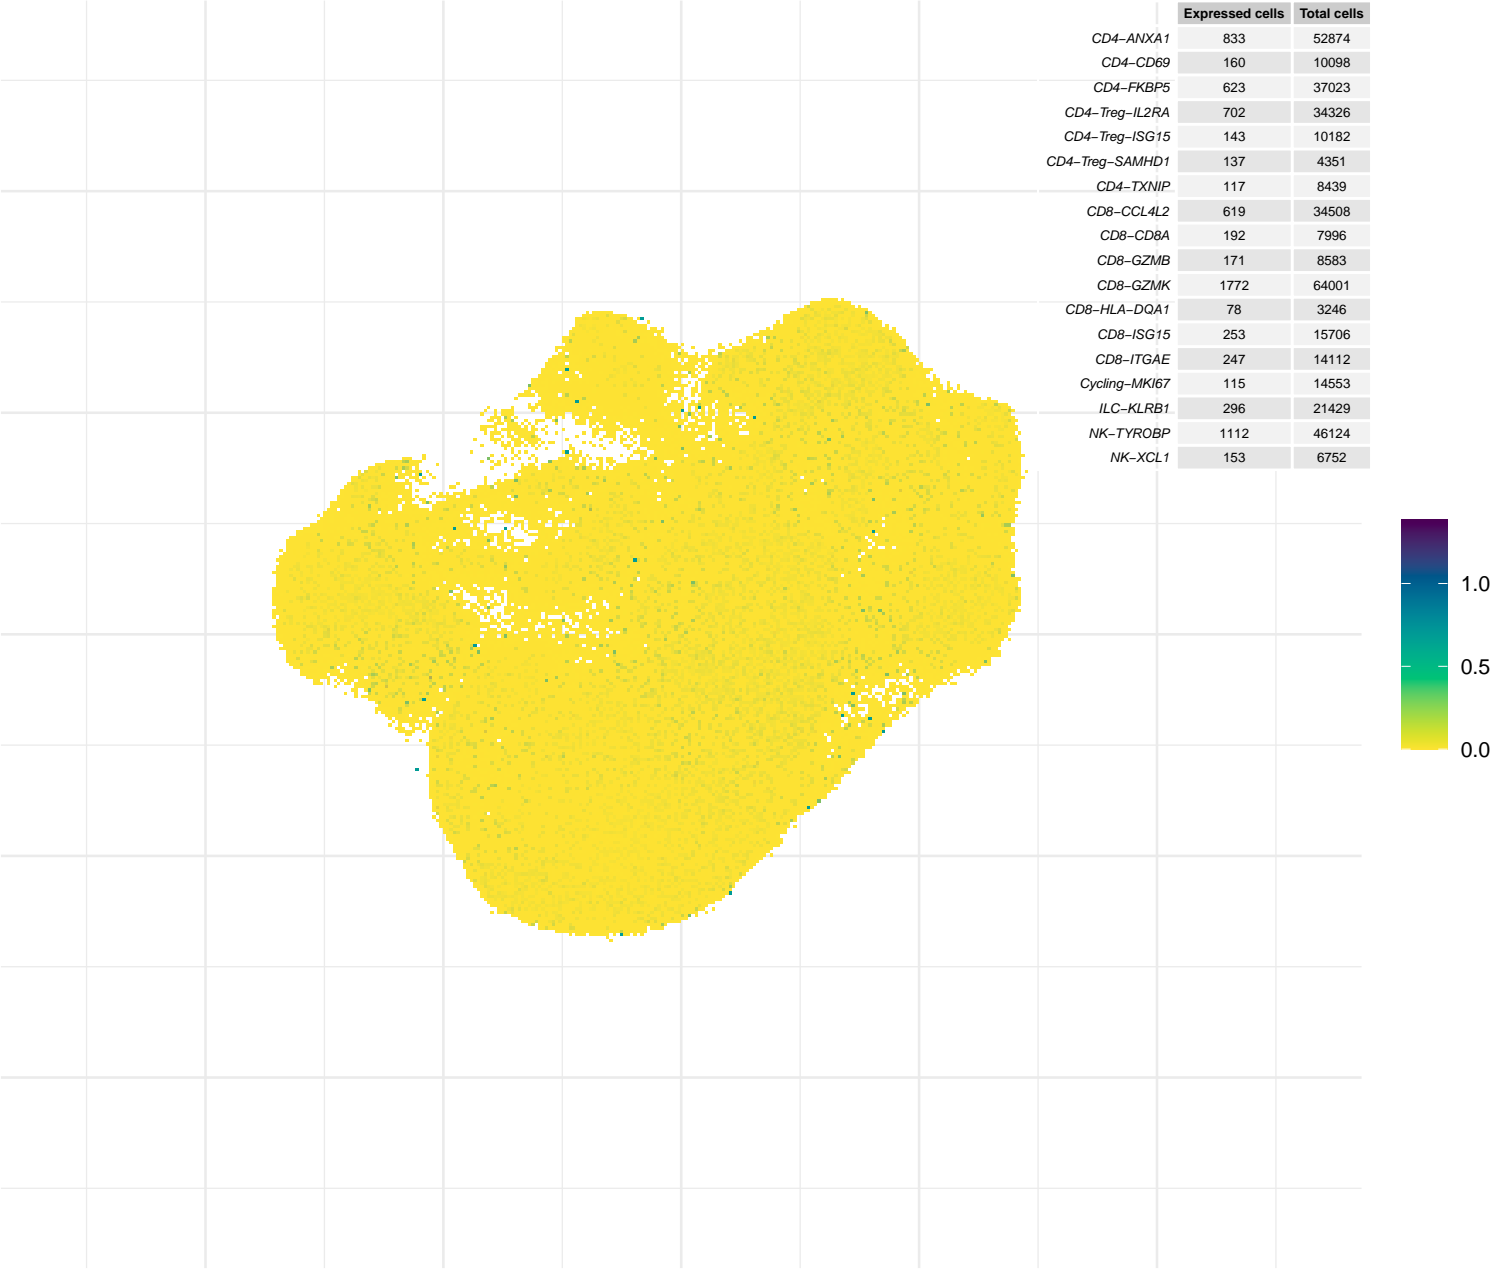 Expressed cells Total cells
CD4−ANXA1 833 52874
CD4−CD69 160 10098
CD4−FKBP5 623 37023
CD4−Treg−IL2RA 702 34326
CD4−Treg−ISG15 143 10182
CD4−Treg−SAMHD1 137 4351
CD4−TXNIP 117 8439
CD8−CCL4L2 619 34508
CD8−CD8A 192 7996
CD8−GZMB 171 8583
CD8−GZMK 1772 64001
CD8−HLA−DQA1 78 3246
CD8−ISG15 253 15706
CD8−ITGAE 247 14112
Cycling−MKI67 115 14553
ILC−KLRB1 296 21429
NK−TYROBP 1112 46124
NK−XCL1 153 6752
1.0
0.5
0.0